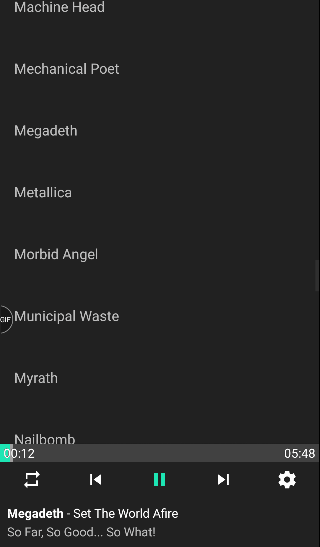 Machine Head
Mechanical Poet
Megadeth
Metallica
Morbid Angel
GIF
Municipal Waste
Myrath
Nailbomb
00:12
05:48
Megadeth - Set The World Afire
So Far, So Good... So What!